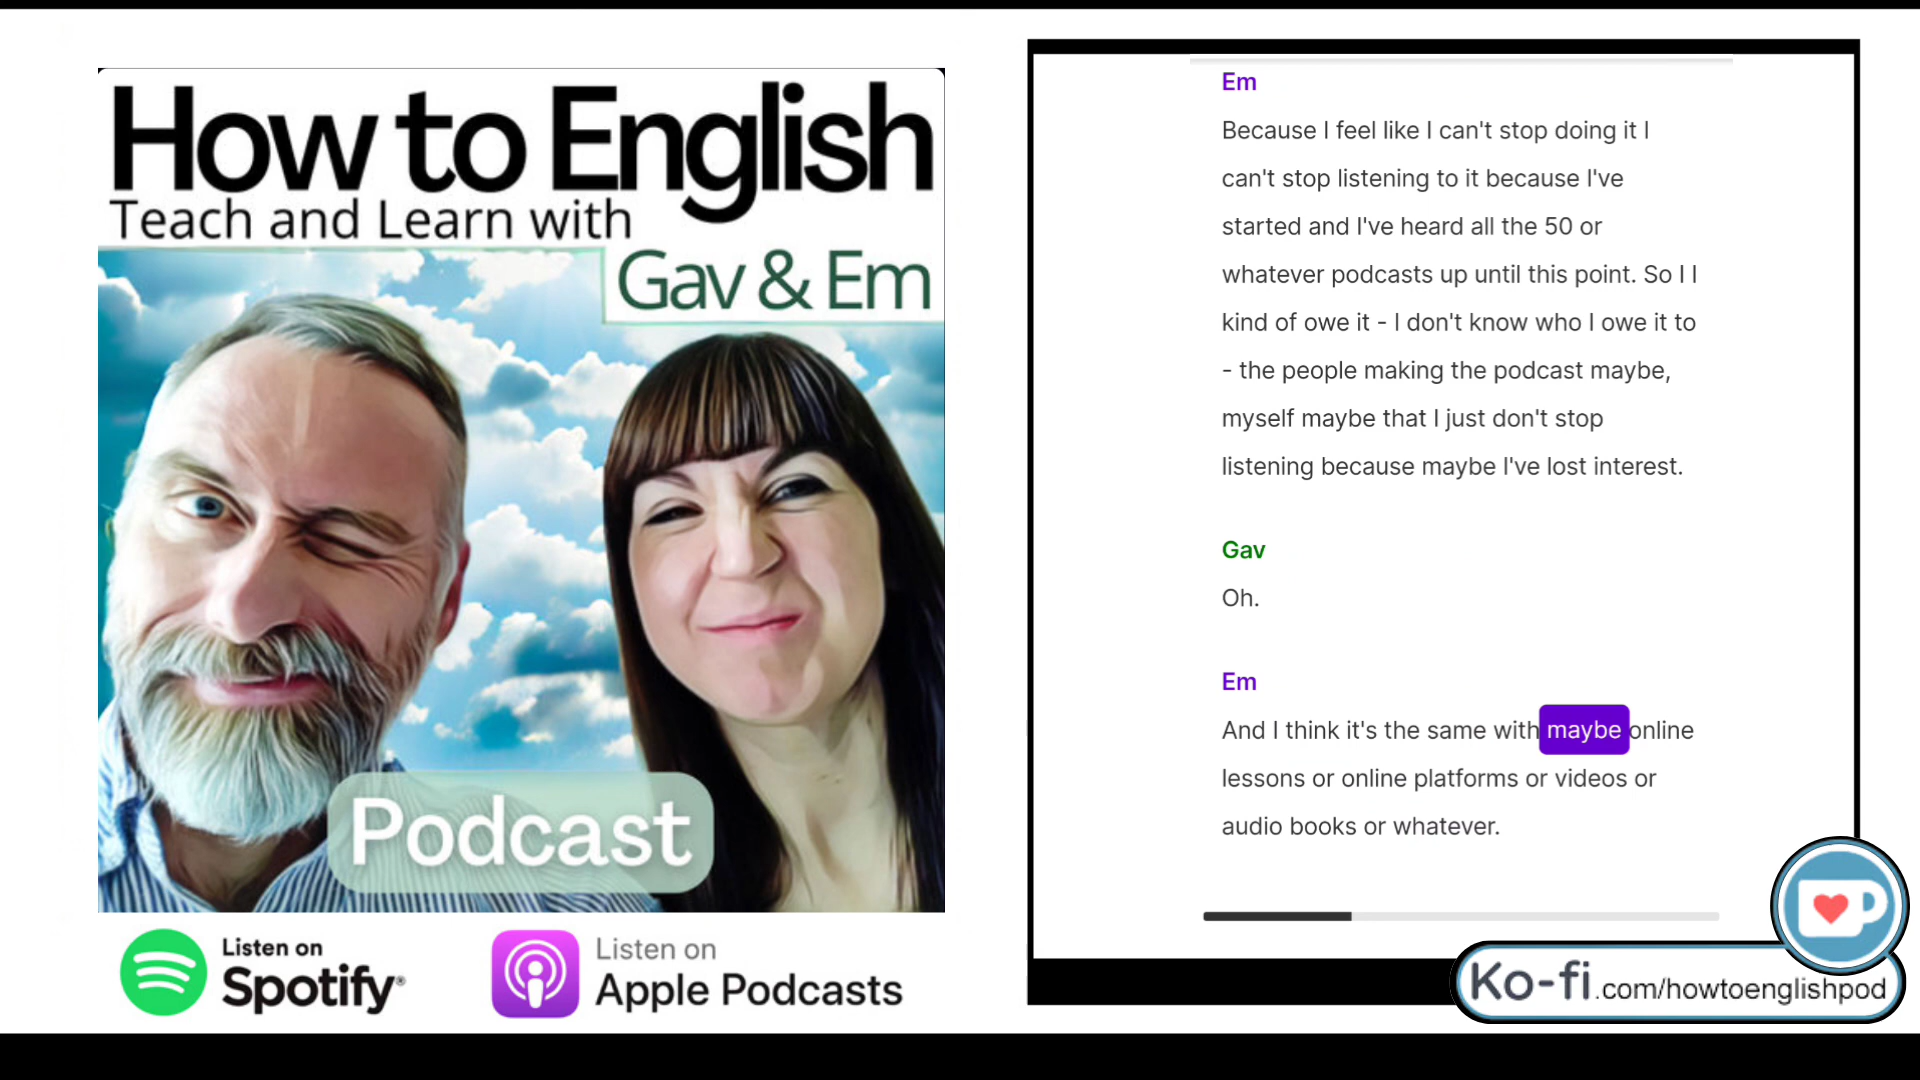 How to English
Teach and Learn with
Gav & Em
Podcast
Listen on
Spotify®
Listen on
Apple Podcasts
Em
Because I feel like I can't stop doing it I
can't stop listening to it because I've
started and I've heard all the 50 or
whatever podcasts up until this point. So I I
kind of owe it - I don't know who I owe it to
- the people making the podcast maybe,
myself maybe that I just don't stop
listening because maybe I've lost interest.
Gav
Oh.
Em
And I think it's the same with maybe online
lessons or online platforms or videos or
audio books or whatever.
Ko-fi.com/howtoenglishpod